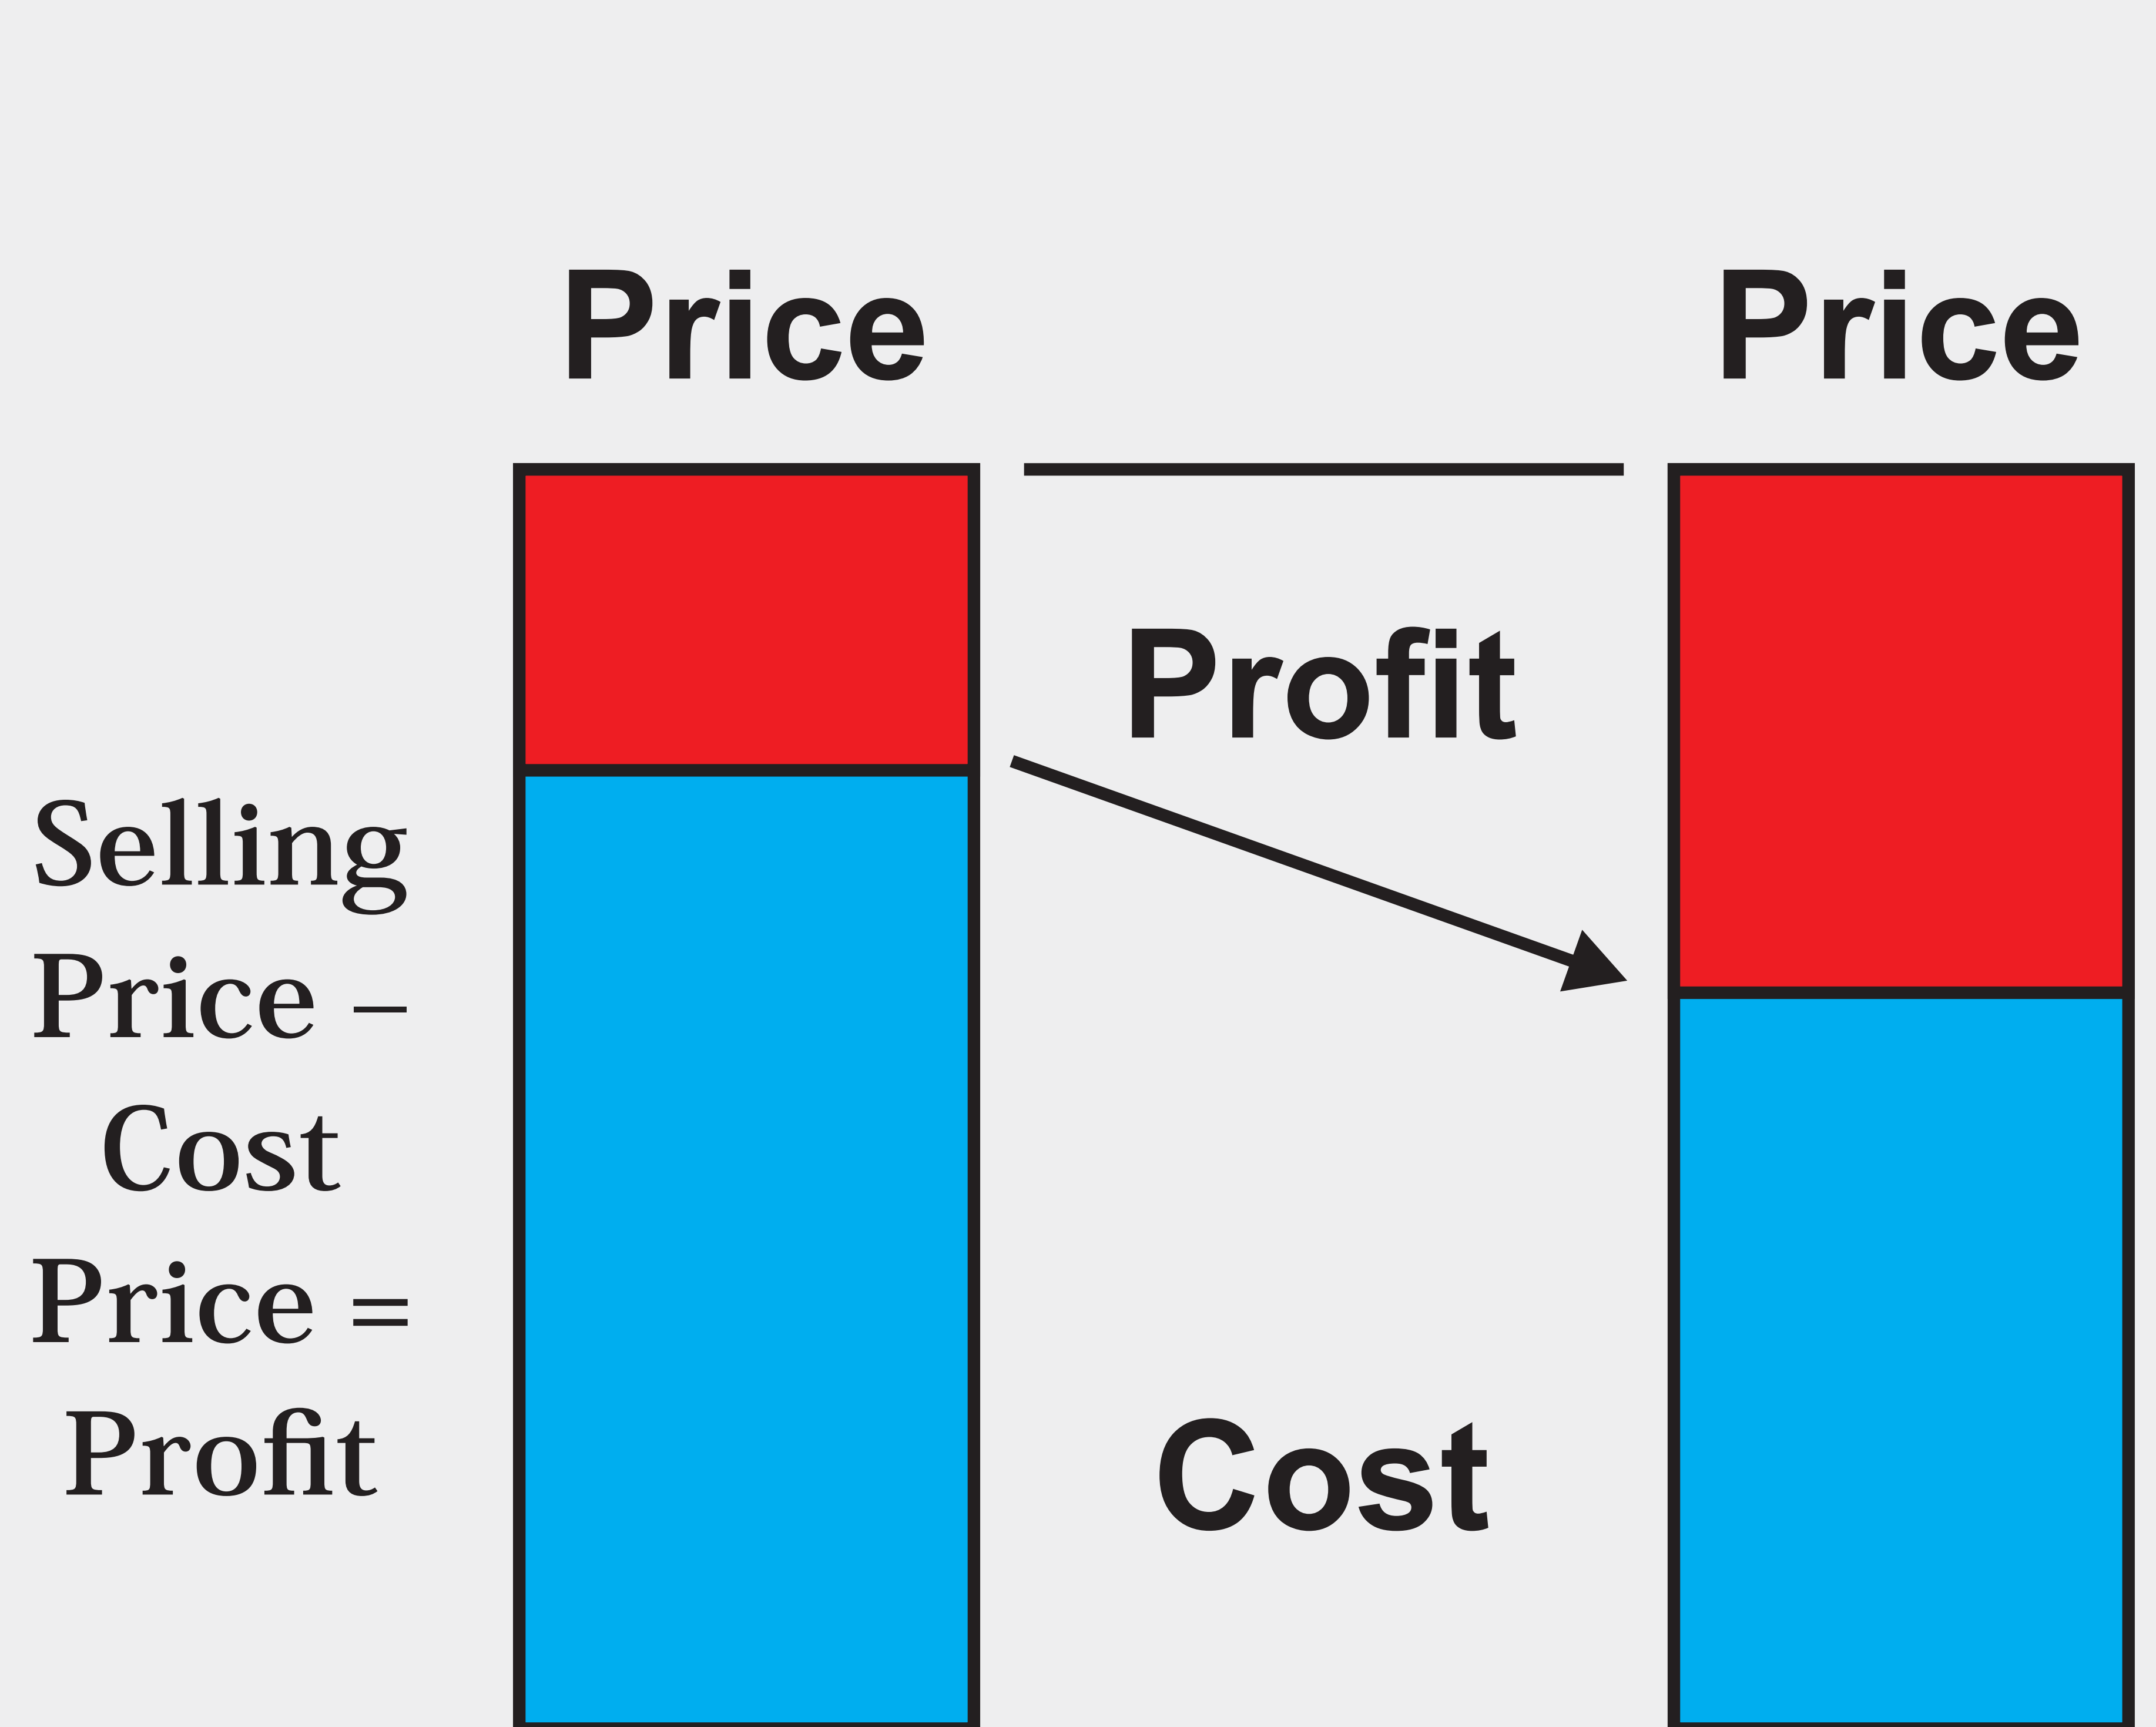 Price
Price
Profit
Selling
Price –
Cost
Price =
Profit
Cost